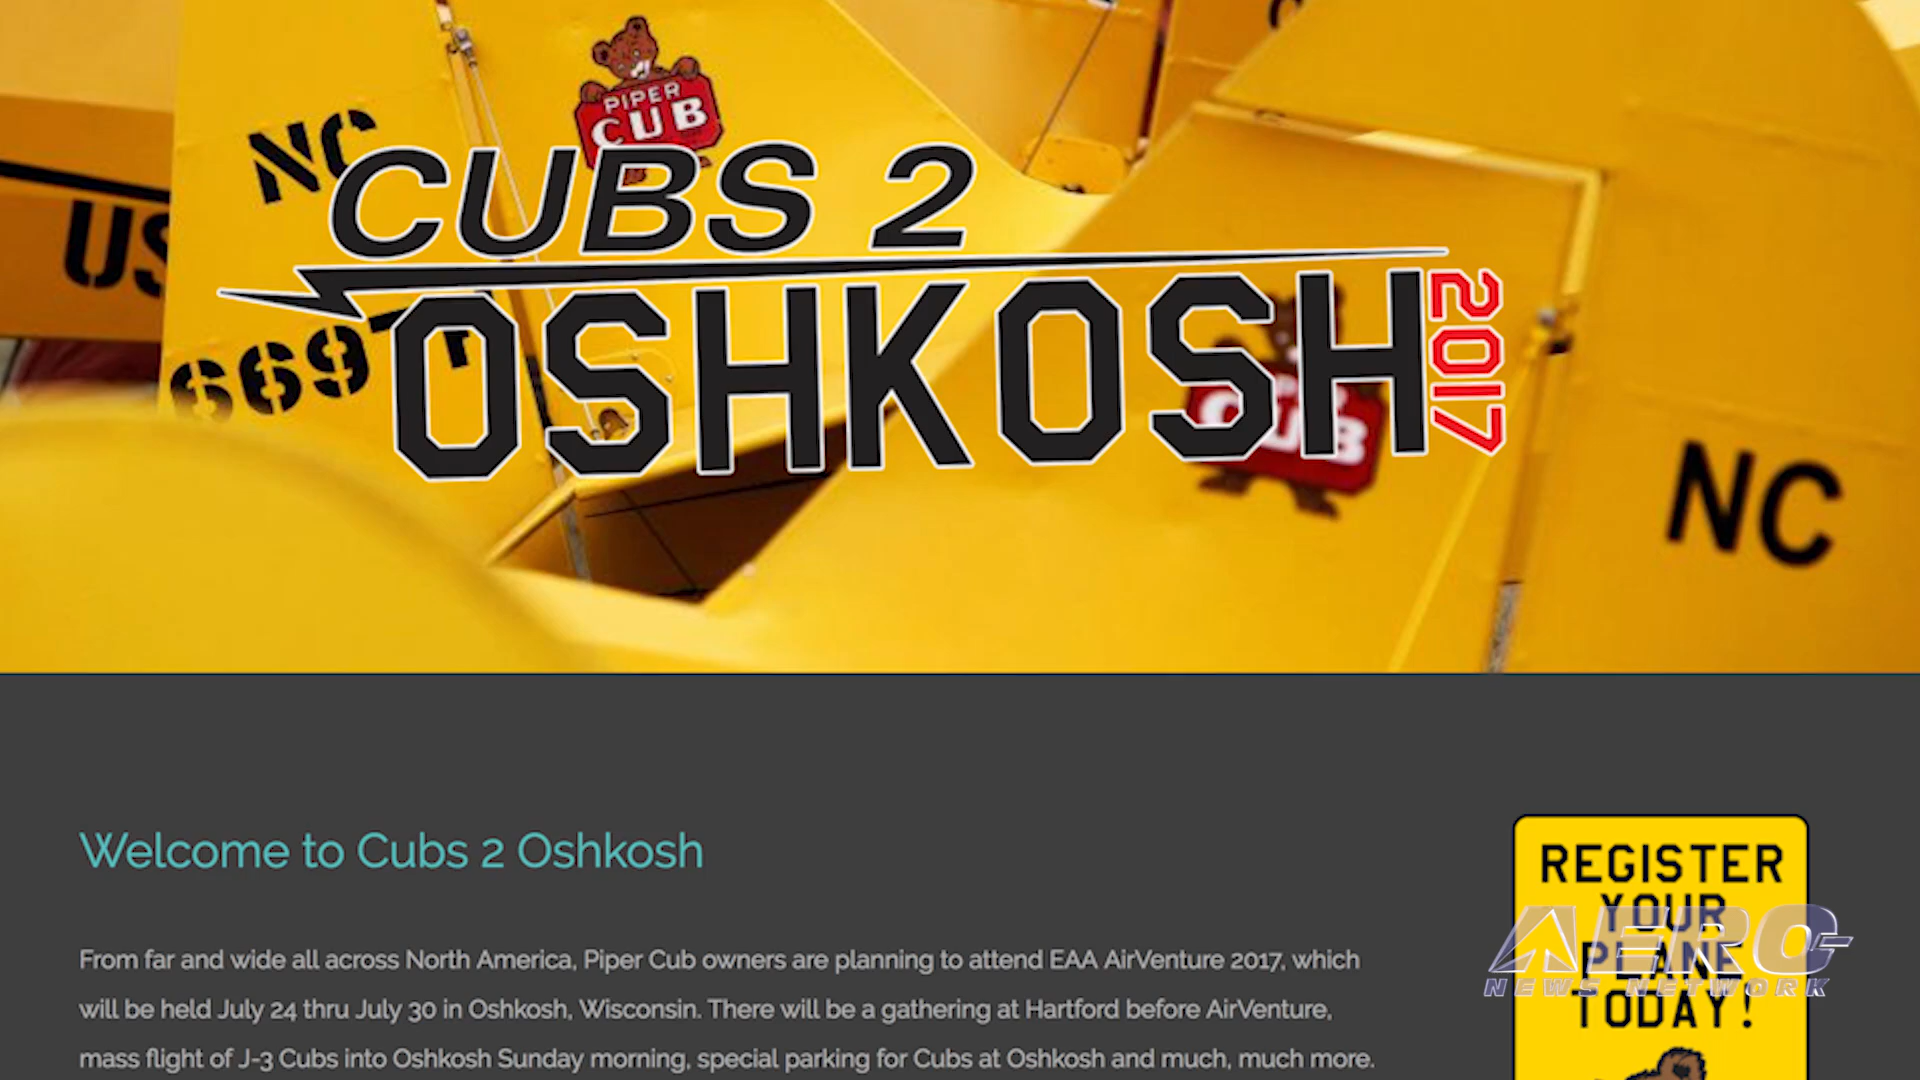 NC
PIPER
CUB
US
CUBS 2
OSHKOSH
2017
669
CUB
NC
Welcome to Cubs 2 Oshkosh
From far and wide all across North America, Piper Cub owners are planning to attend EAA AirVenture 2017, which
will be held July 24 thru July 30 in Oshkosh, Wisconsin. There will be a gathering at Hartford before AirVenture,
mass flight of J-3 Cubs into Oshkosh Sunday morning, special parking for Cubs at Oshkosh and much, much more.
REGISTER
YOUR
PLANE
TODAY!
AERO-
NEWS NETWORK